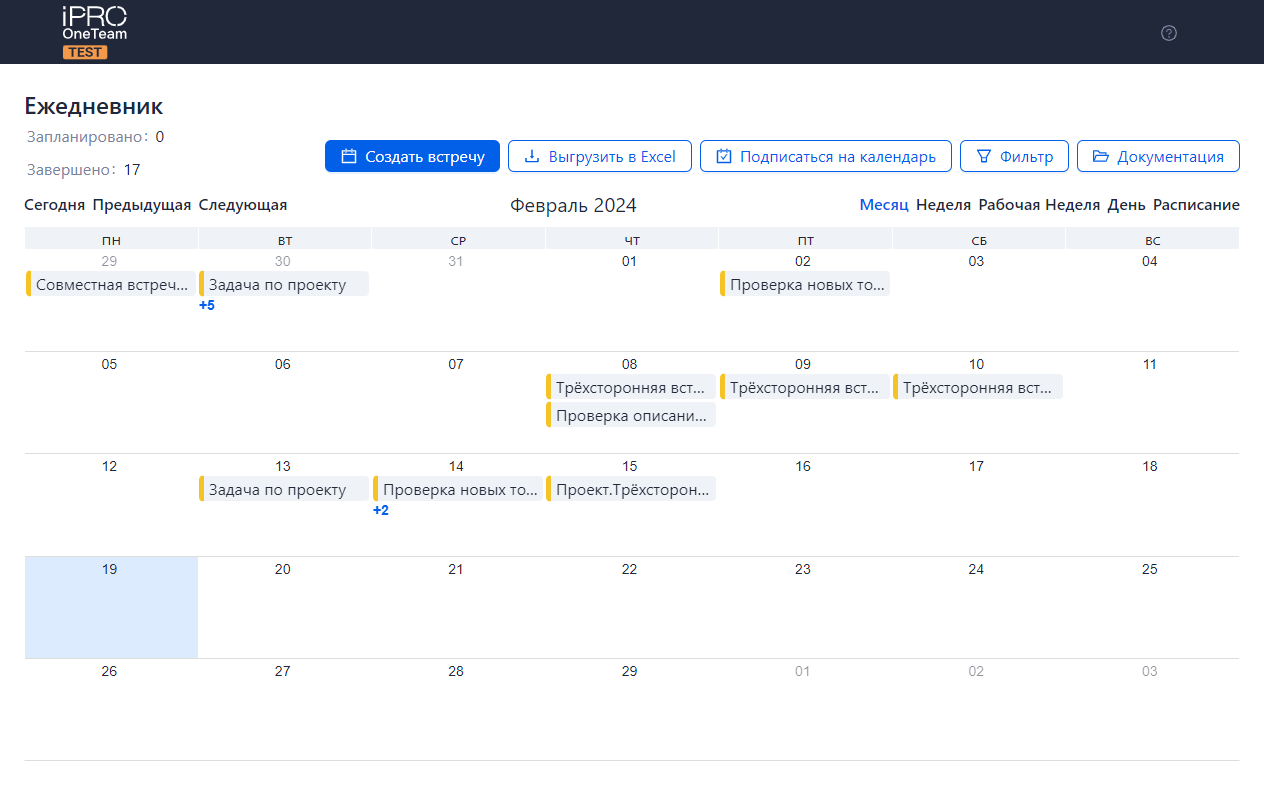 iPRO
OneTeam
TEST
Ежедневник
Запланировано: 0
Завершено: 17
Создать встречу Выгрузить в Excel Подписаться на календарь Фильтр Документация
Сегодня Предыдущая Следующая Февраль 2024 Месяц Неделя Рабочая Неделя День Расписание
ПН ВТ СР ЧТ ПТ СБ ВС
29 30 31 01 02 03 04
Совместная встреч... Задача по проекту Проверка новых то...
+5
05 06 07 08 09 10 11
Трёхсторонняя вст... Трёхсторонняя вст... Трёхсторонняя вст...
Проверка описани...
12 13 14 15 16 17 18
Задача по проекту Проверка новых то... Проект.Трёхсторон...
+2
19 20 21 22 23 24 25
26 27 28 29 01 02 03